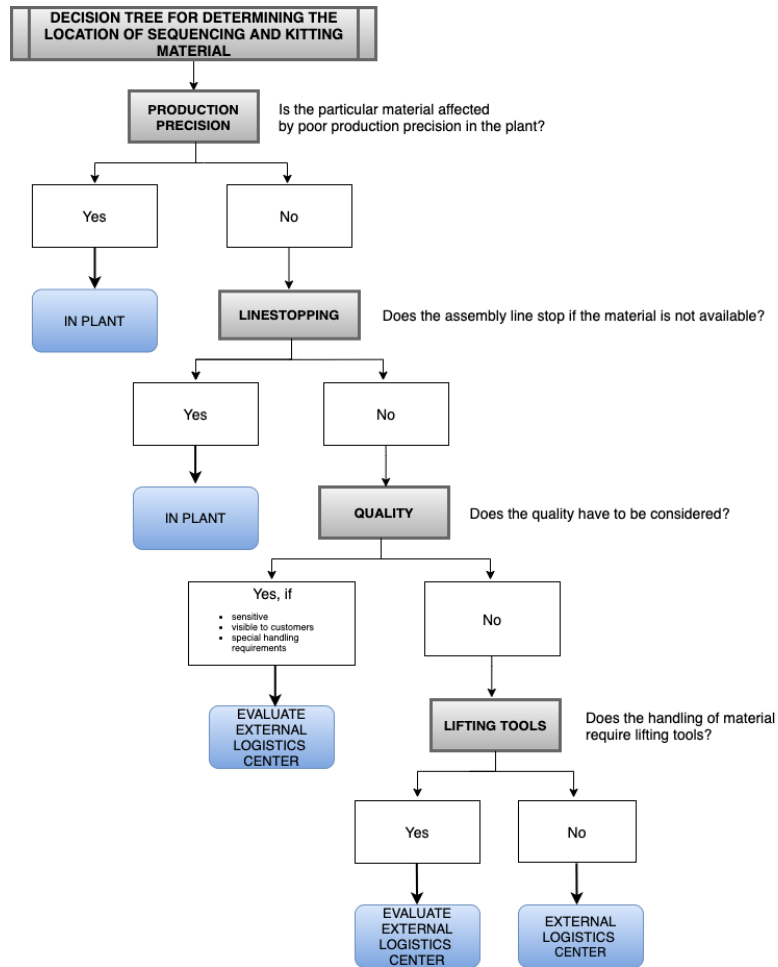 DECISION TREE FOR DETERMINING THE
LOCATION OF SEQUENCING AND KITTING
MATERIAL
PRODUCTION
PRECISION
Is the particular material affected
by poor production precision in the plant?
Yes
No
IN PLANT
LINESTOPPING
Does the assembly line stop if the material is not available?
Yes
No
IN PLANT
QUALITY
Does the quality have to be considered?
Yes, if
▪ sensitive
▪ visible to customers
▪ special handling
requirements
No
EVALUATE
EXTERNAL
LOGISTICS
CENTER
LIFTING TOOLS
Does the handling of material
require lifting tools?
Yes
No
EVALUATE
EXTERNAL
LOGISTICS
CENTER
EXTERNAL
LOGISTICS
CENTER